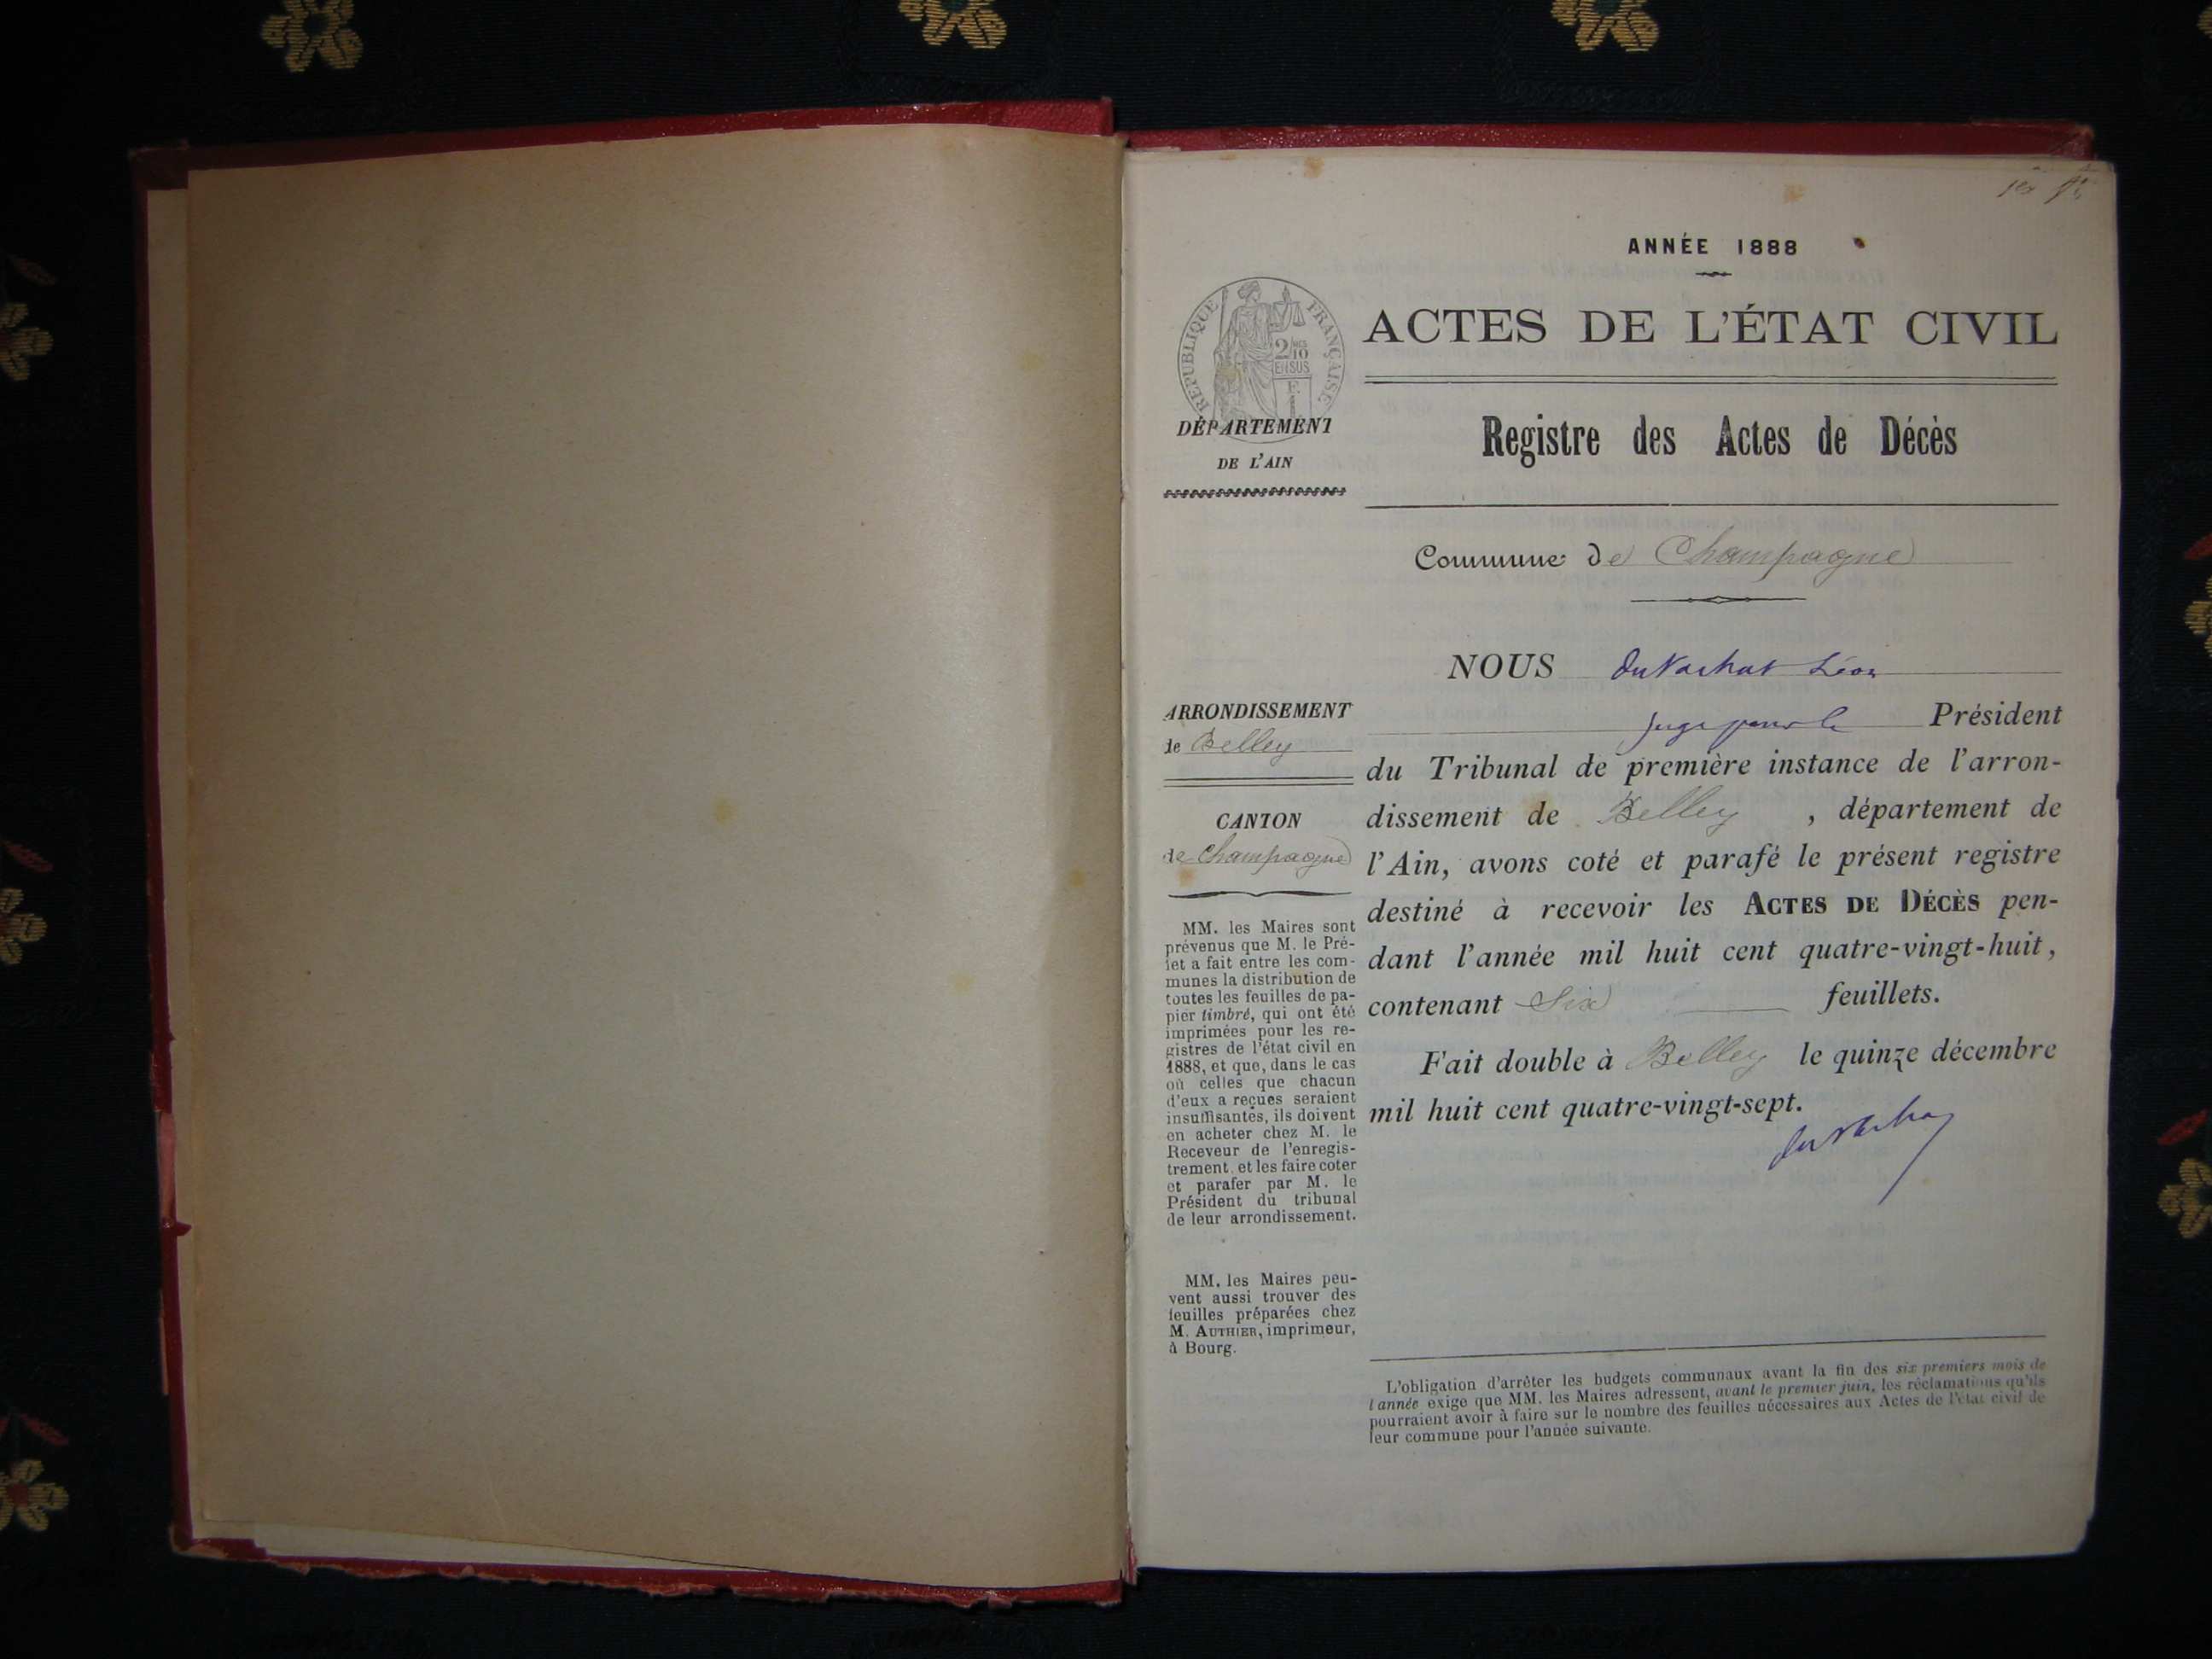 ANNÉE 1888
RÉPUBLIQUE FRANÇAISE
2/10
EN SUS
F.
1
ACTES DE L'ÉTAT CIVIL
DÉPARTEMENT
DE L'AIN
Registre des Actes de Décès
Commune de Champagne
NOUS Léon
juge pour le Président
du Tribunal de première instance de l'arron-
dissement de Belley , département de
l'Ain, avons coté et parafé le présent registre
destiné à recevoir les ACTES DE DÉCÈS pen-
dant l'année mil huit cent quatre-vingt-huit,
contenant Six feuillets.
Fait double à Belley le quinze décembre
mil huit cent quatre-vingt-sept.
ARRONDISSEMENT
de Belley
CANTON
de Champagne
MM. les Maires sont
prévenus que M. le Pré-
fet a fait entre les com-
munes la distribution de
toutes les feuilles de pa-
pier timbré, qui ont été
imprimées pour les re-
gistres de l'état civil en
1888, et que, dans le cas
où celles que chacun
d'eux a reçues seraient
insuffisantes, ils doivent
en acheter chez M. le
Receveur de l'enregis-
trement, et les faire coter
et parafer par M. le
Président du tribunal
de leur arrondissement.
MM. les Maires peu-
vent aussi trouver des
feuilles préparées chez
M. AUTHIER, imprimeur,
à Bourg.
L'obligation d'arrêter les budgets communaux avant la fin des six premiers mois de
l'année exige que MM. les Maires adressent, avant le premier juin, les réclamations qu'ils
pourraient avoir à faire sur le nombre des feuilles nécessaires aux Actes de l'état civil de
leur commune pour l'année suivante.